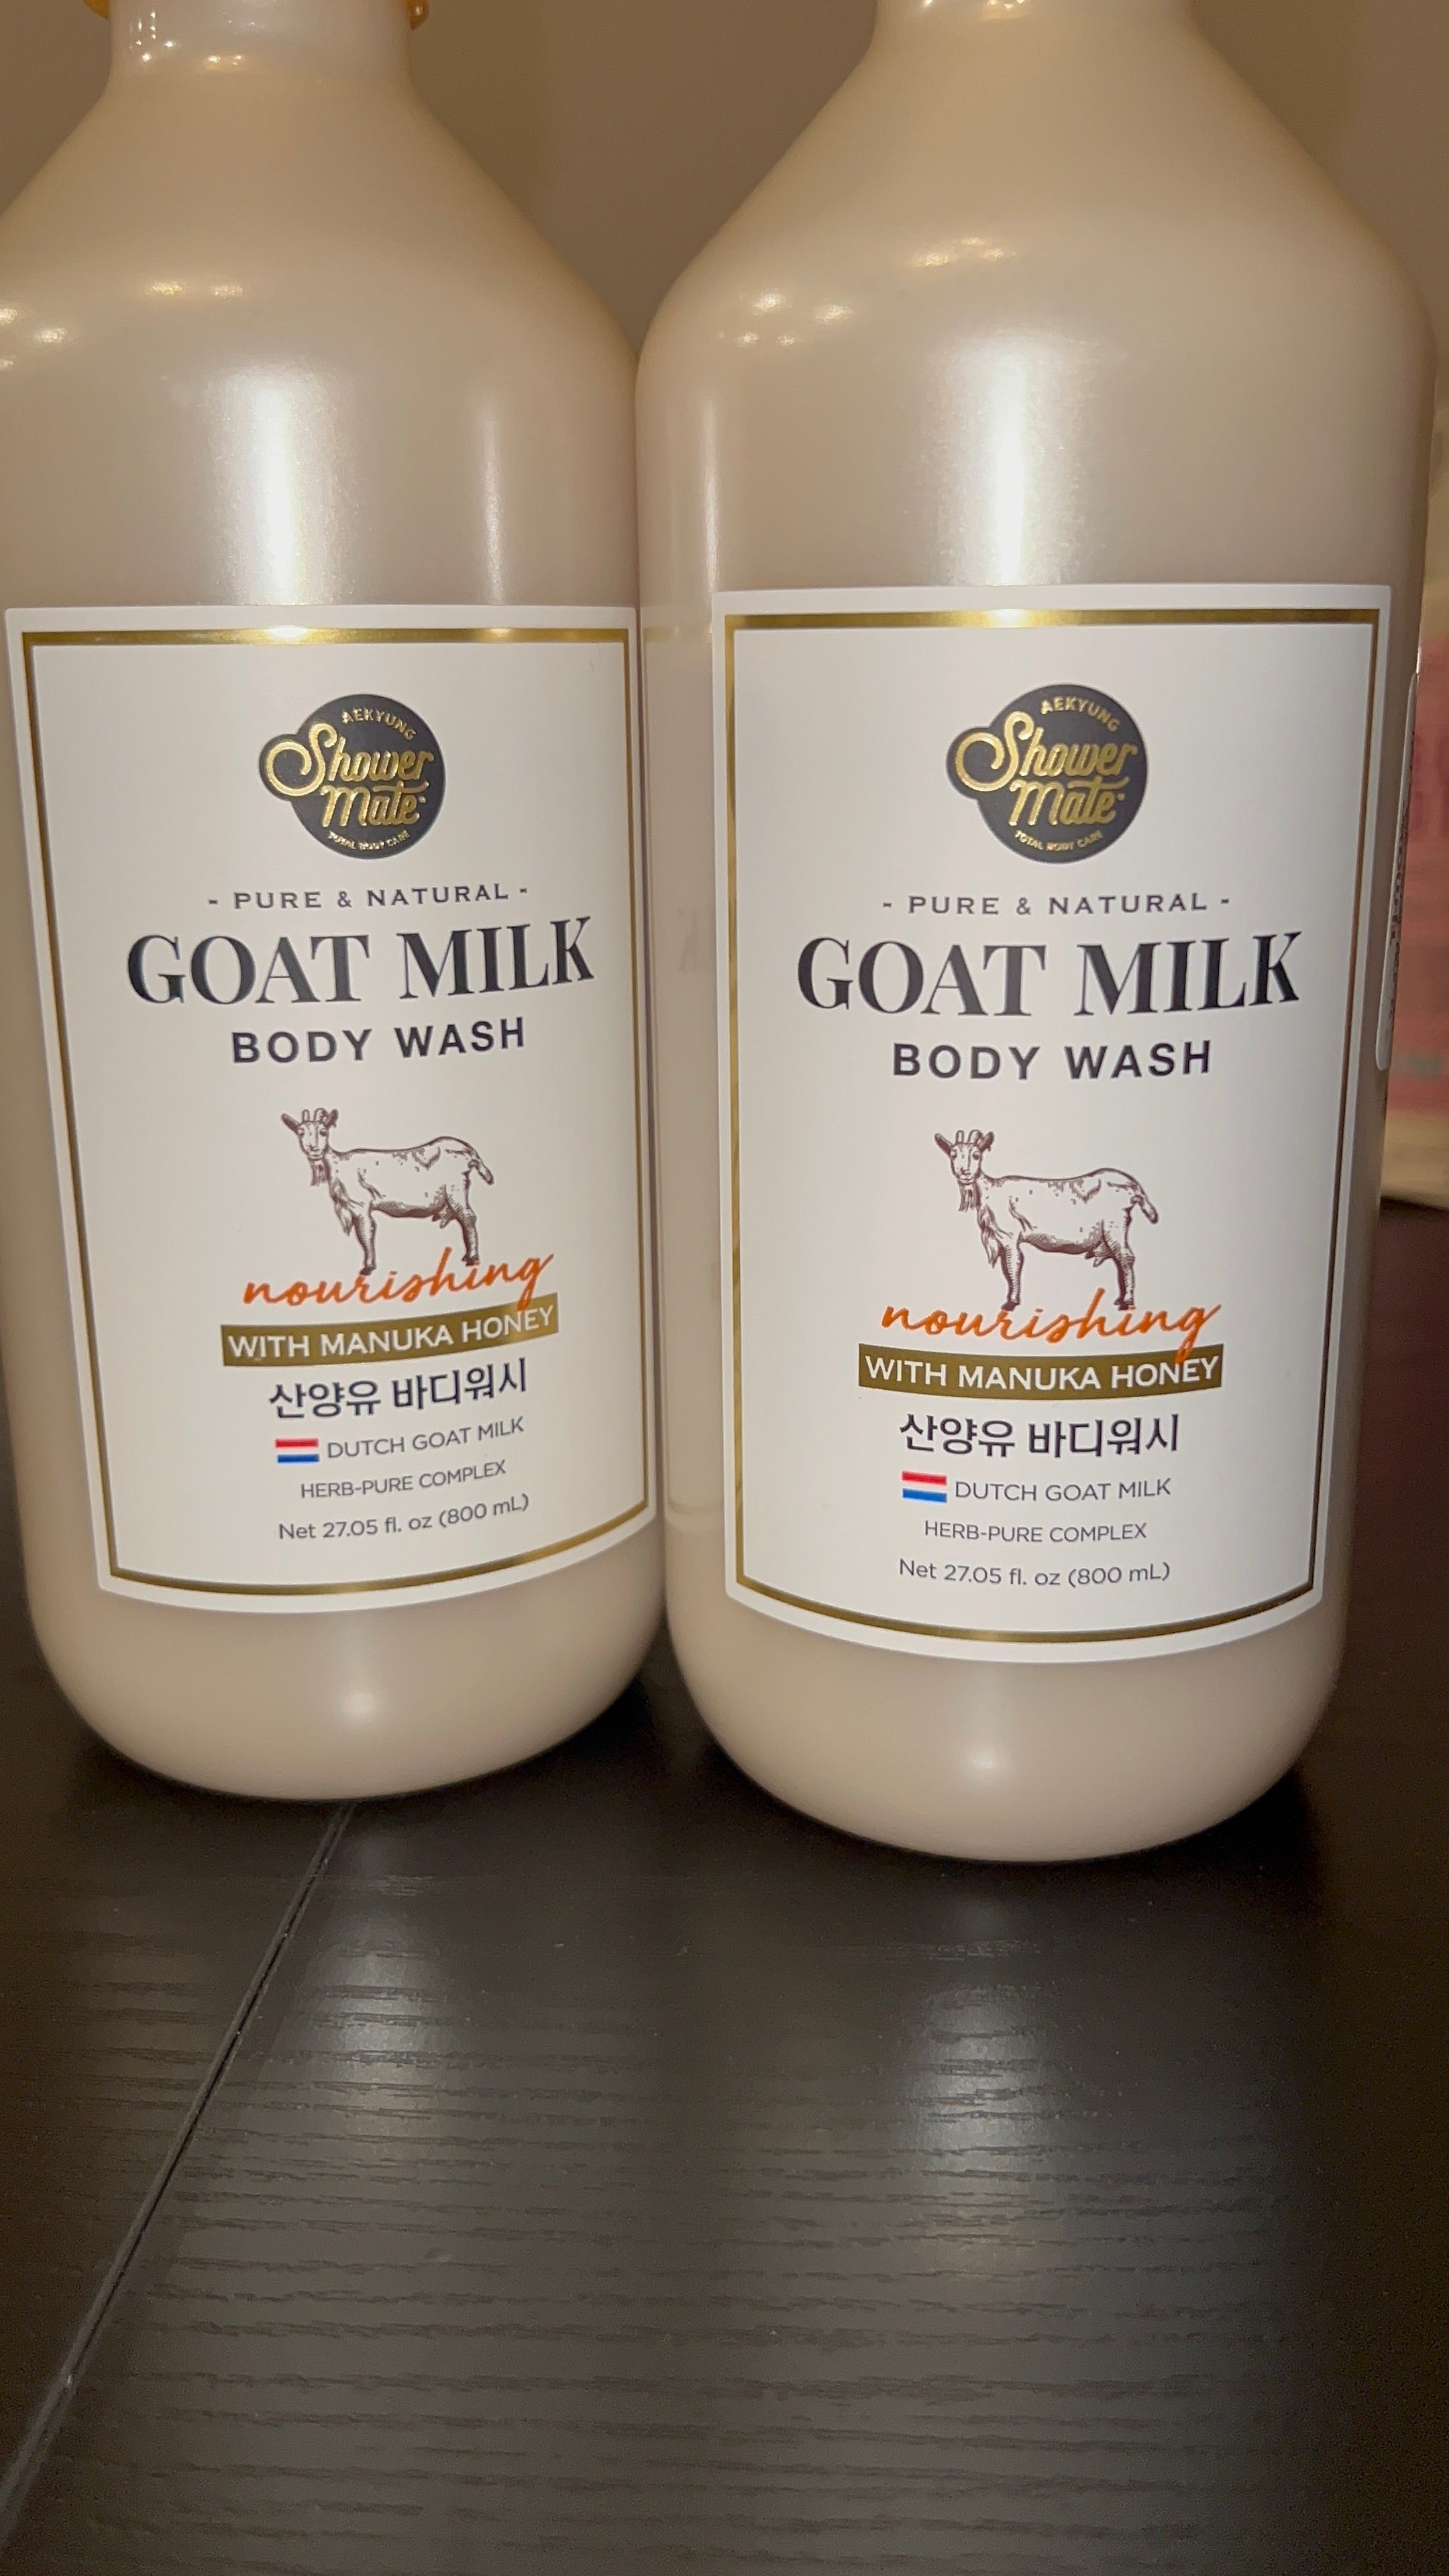 AEKYUNG
Shower
Mate
TOTAL BODY CARE
- PURE & NATURAL -
GOAT MILK
BODY WASH
nourishing
WITH MANUKA HONEY
산양유 바디워시
DUTCH GOAT MILK
HERB-PURE COMPLEX
Net 27.05 fl. oz (800 mL)
AEKYUNG
Shower
Mate
TOTAL BODY CARE
- PURE & NATURAL -
GOAT MILK
BODY WASH
nourishing
WITH MANUKA HONEY
산양유 바디워시
DUTCH GOAT MILK
HERB-PURE COMPLEX
Net 27.05 fl. oz (800 mL)